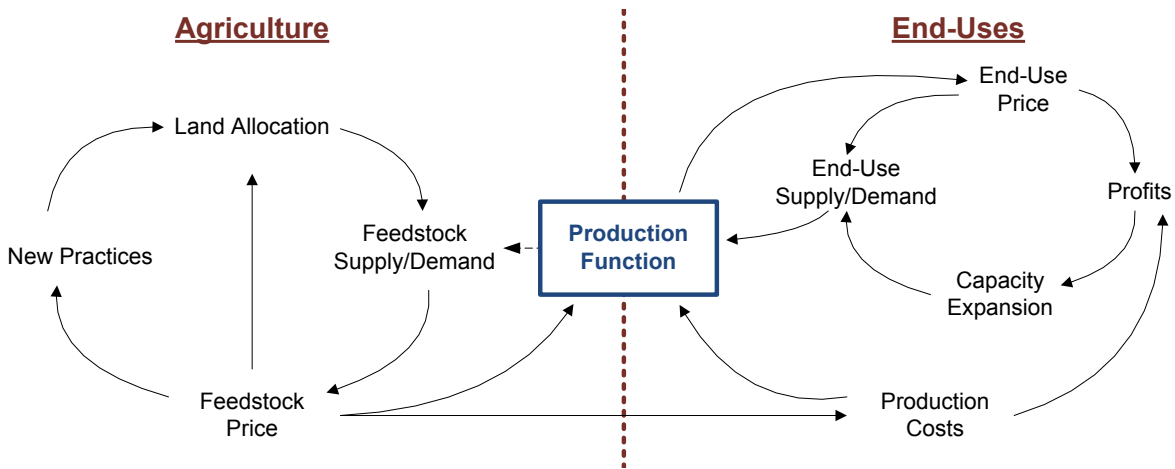 Agriculture
End-Uses
End-Use
Price
Land Allocation
End-Use
Supply/Demand
Profits
New Practices
Feedstock
Supply/Demand
Production
Function
Capacity
Expansion
Feedstock
Price
Production
Costs